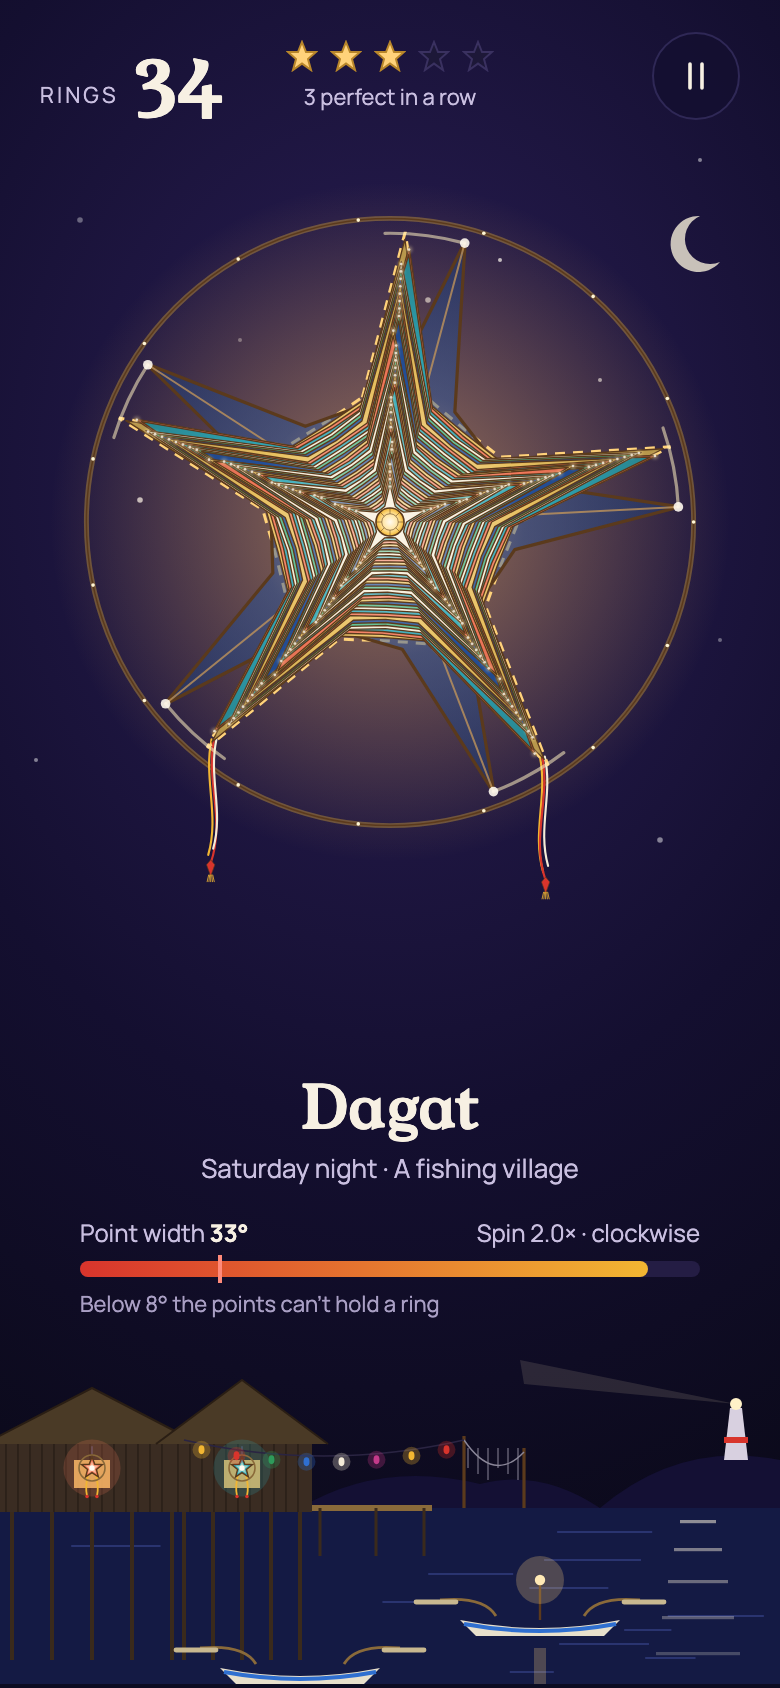 RINGS 34
3 perfect in a row
Dagat
Saturday night · A fishing village
Point width 33°
Spin 2.0× · clockwise
Below 8° the points can't hold a ring